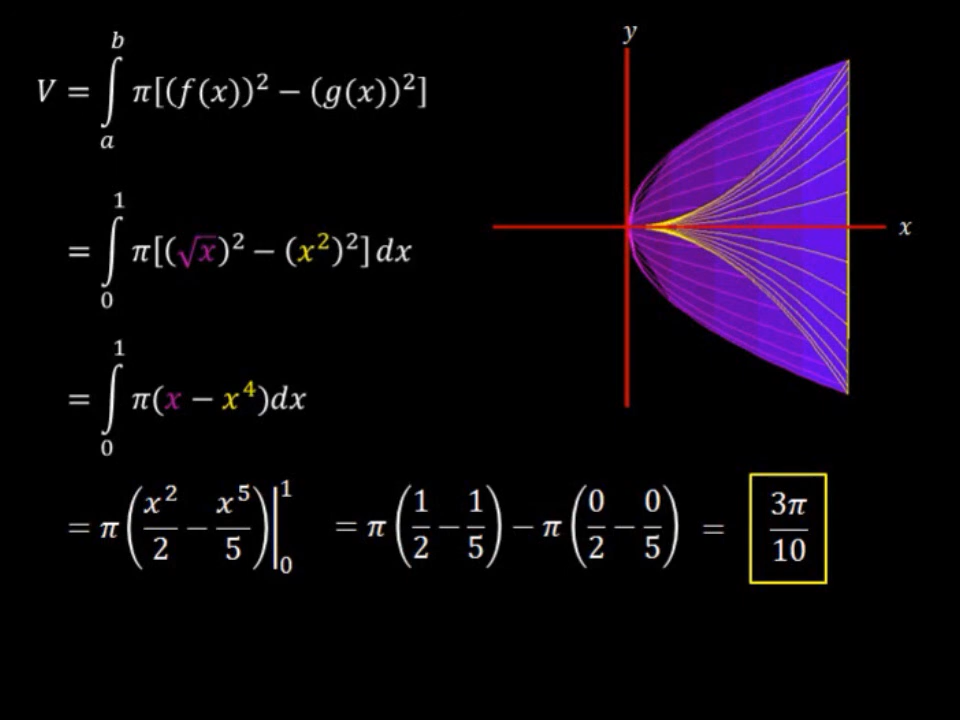 V = ∫_a^b π[(f(x))² − (g(x))²]
= ∫_0^1 π[(√x)² − (x²)²] dx
= ∫_0^1 π(x − x⁴)dx
= π(x²/2 − x⁵/5)|_0^1 = π(1/2 − 1/5) − π(0/2 − 0/5) = 3π/10
y
x